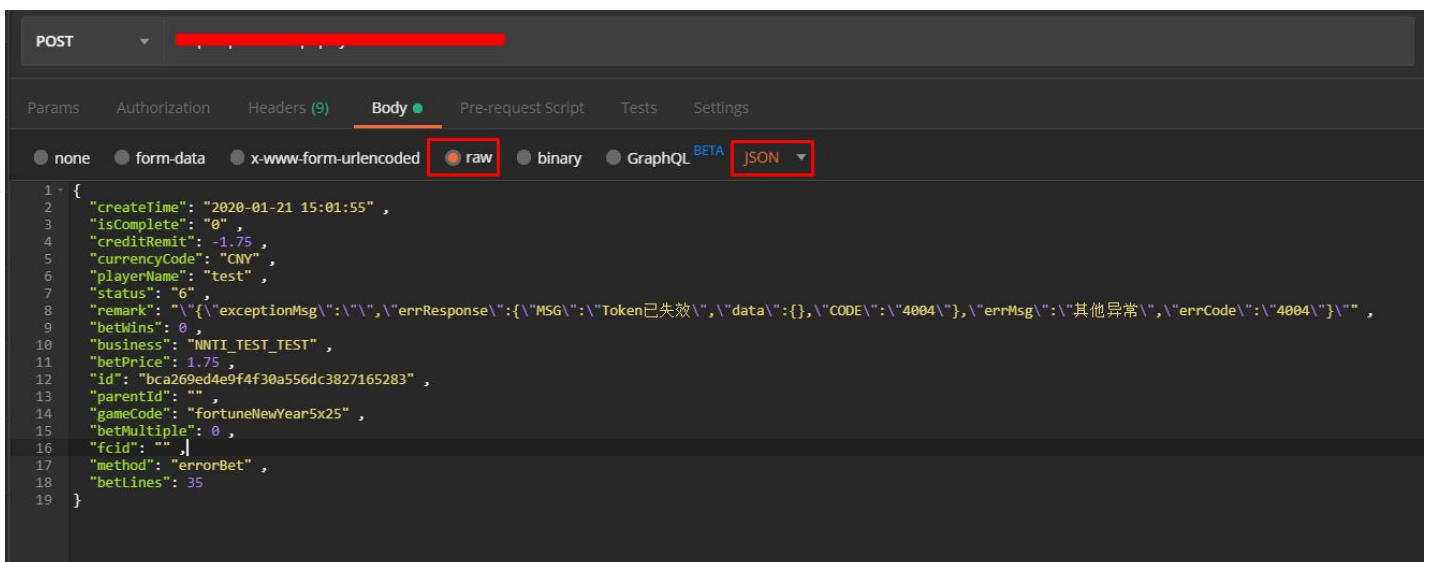 POST
Params Authorization Headers (9) Body Pre-request Script Tests Settings
none form-data x-www-form-urlencoded raw binary GraphQL BETA JSON
1 {
2 "createTime": "2020-01-21 15:01:55" ,
3 "isComplete": "0" ,
4 "creditRemit": -1.75 ,
5 "currencyCode": "CNY" ,
6 "playerName": "test" ,
7 "status": "6" ,
8 "remark": "\"{\"exceptionMsg\":\"\",\"errResponse\":{\"MSG\":\"Token已失效\",\"data\":{},\"CODE\":\"4004\"},\"errMsg\":\"其他异常\",\"errCode\":\"4004\"}\"" ,
9 "betWins": 0 ,
10 "business": "NNTI_TEST_TEST" ,
11 "betPrice": 1.75 ,
12 "id": "bca269ed4e9f4f30a556dc3827165283" ,
13 "parentId": "" ,
14 "gameCode": "fortuneNewYear5x25" ,
15 "betMultiple": 0 ,
16 "fcid": "" ,
17 "method": "errorBet" ,
18 "betLines": 35
19 }